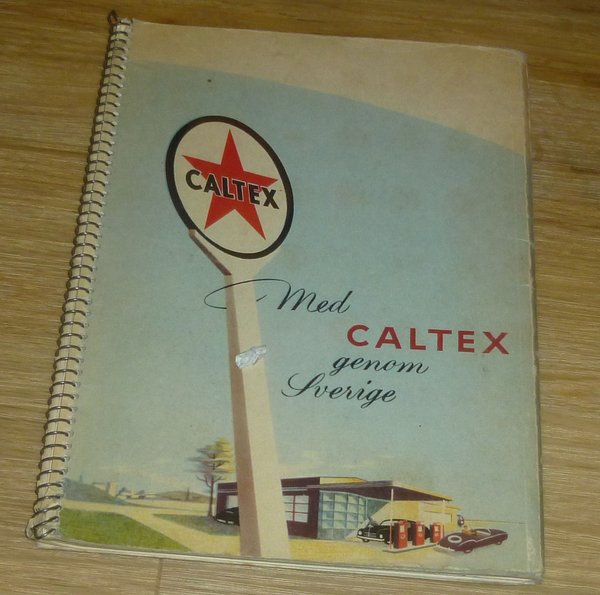 CALTEX
Med
CALTEX
genom
Sverige